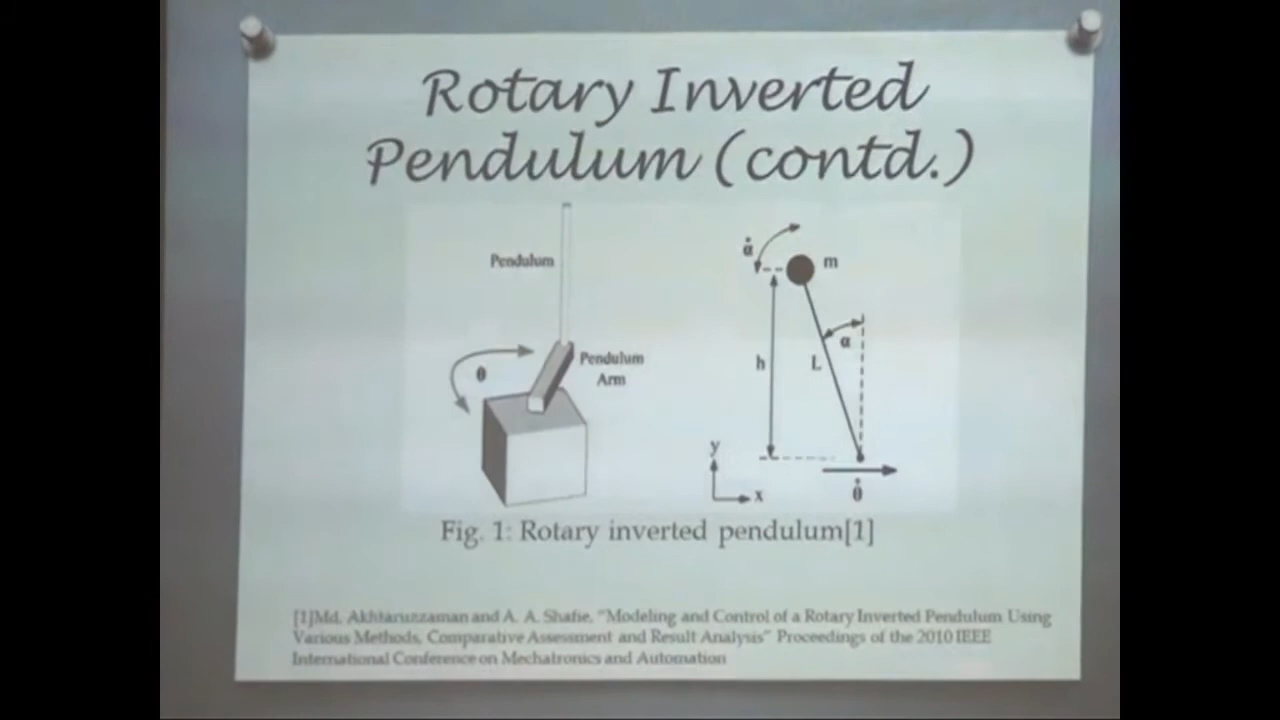 Rotary Inverted
Pendulum (contd.)
Pendulum
θ
Pendulum
Arm
α̇
m
α
h
L
y
x
θ̇
Fig. 1: Rotary inverted pendulum[1]
[1]Md. Akhtaruzzaman and A. A. Shafie, "Modeling and Control of a Rotary Inverted Pendulum Using
Various Methods, Comparative Assessment and Result Analysis" Proceedings of the 2010 IEEE
International Conference on Mechatronics and Automation